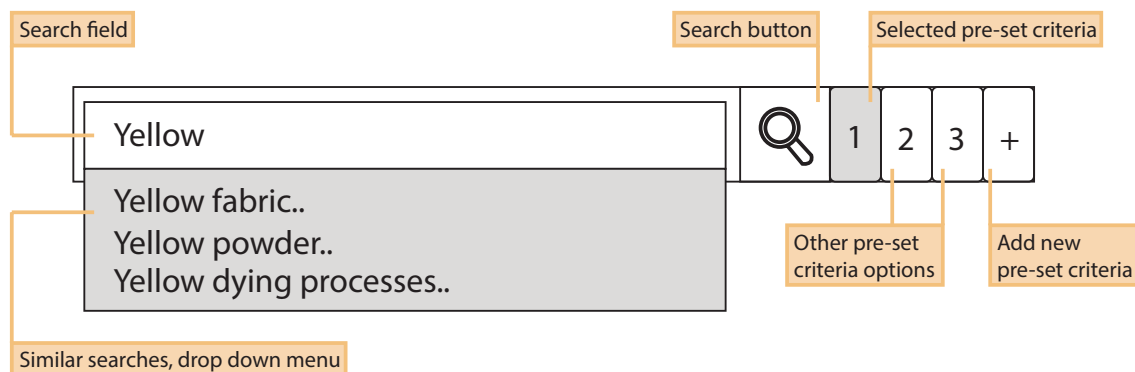 Search field
Search button
Selected pre-set criteria
Yellow
1
2
3
+
Yellow fabric..
Yellow powder..
Yellow dying processes..
Other pre-set
criteria options
Add new
pre-set criteria
Similar searches, drop down menu